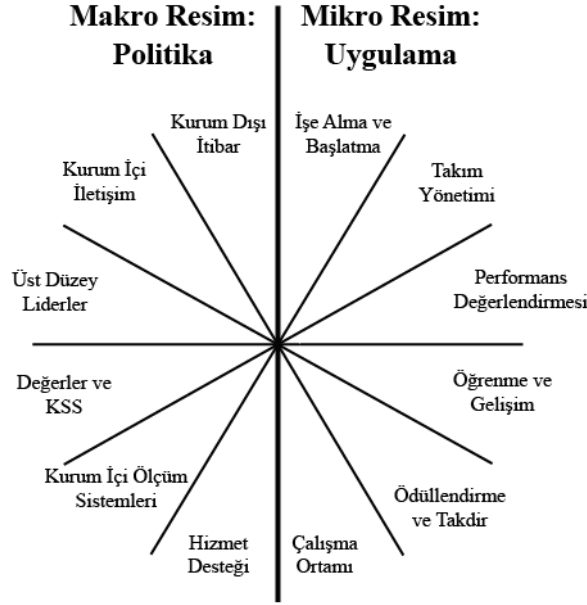 Makro Resim:
Politika
Mikro Resim:
Uygulama
Kurum Dışı
İtibar
İşe Alma ve
Başlatma
Kurum İçi
İletişim
Takım
Yönetimi
Üst Düzey
Liderler
Performans
Değerlendirmesi
Değerler ve
KSS
Öğrenme ve
Gelişim
Kurum İçi Ölçüm
Sistemleri
Ödüllendirme
ve Takdir
Hizmet
Desteği
Çalışma
Ortamı